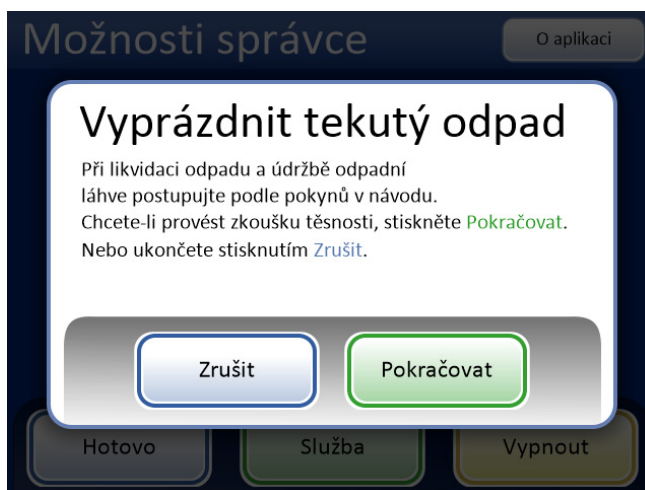 Možnosti správce
O aplikaci
Vyprázdnit tekutý odpad
Při likvidaci odpadu a údržbě odpadní
láhve postupujte podle pokynů v návodu.
Chcete-li provést zkoušku těsnosti, stiskněte Pokračovat.
Nebo ukončete stisknutím Zrušit.
Zrušit
Pokračovat
Hotovo
Služba
Vypnout